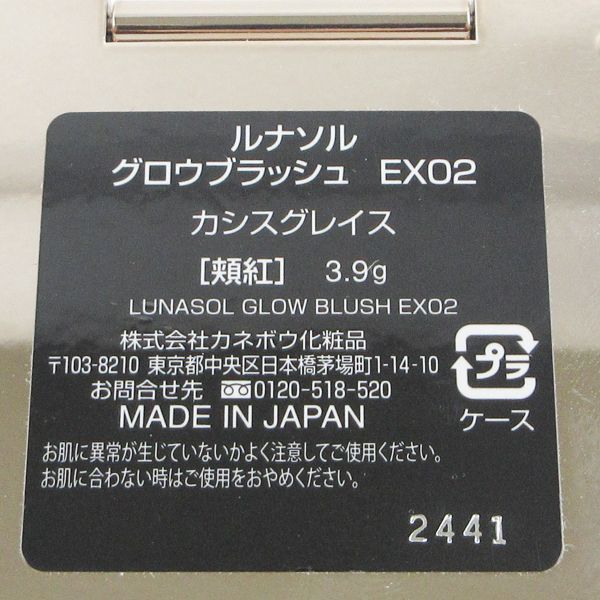 ルナソル
グロウブラッシュ EX02
カシスグレイス
[頬紅] 3.9g
LUNASOL GLOW BLUSH EX02
株式会社カネボウ化粧品
〒103-8210 東京都中央区日本橋茅場町1-14-10
お問合せ先 0120-518-520
MADE IN JAPAN
プラ
ケース
お肌に異常が生じていないかよく注意してご使用ください。
お肌に合わない時はご使用をおやめください。
2441